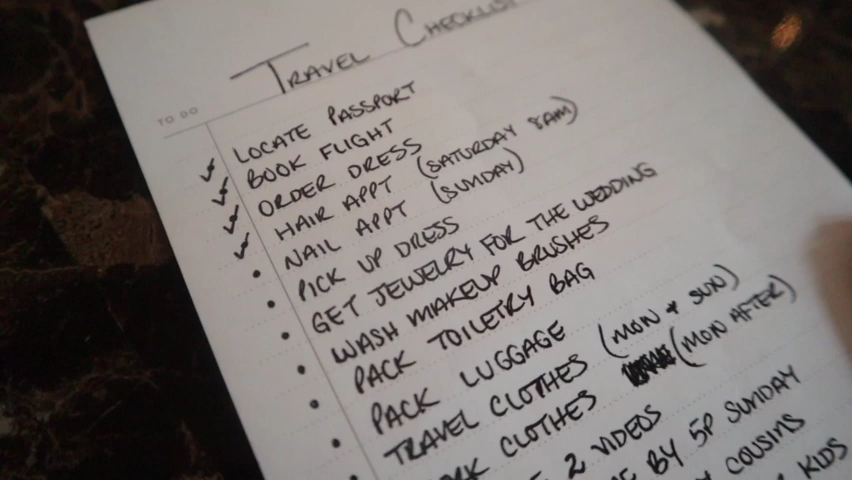 TRAVEL CHECKLIST
TO DO
LOCATE PASSPORT
BOOK FLIGHT
ORDER DRESS
HAIR APPT (SATURDAY 8AM)
NAIL APPT (SUNDAY)
PICK UP DRESS
GET JEWELRY FOR THE WEDDING
WASH MAKEUP BRUSHES
PACK TOILETRY BAG
PACK LUGGAGE
TRAVEL CLOTHES (MON & SUN)
CLOTHES (MON AFTER)
2 VIDEOS
BY 5P SUNDAY
COUSINS
KIDS